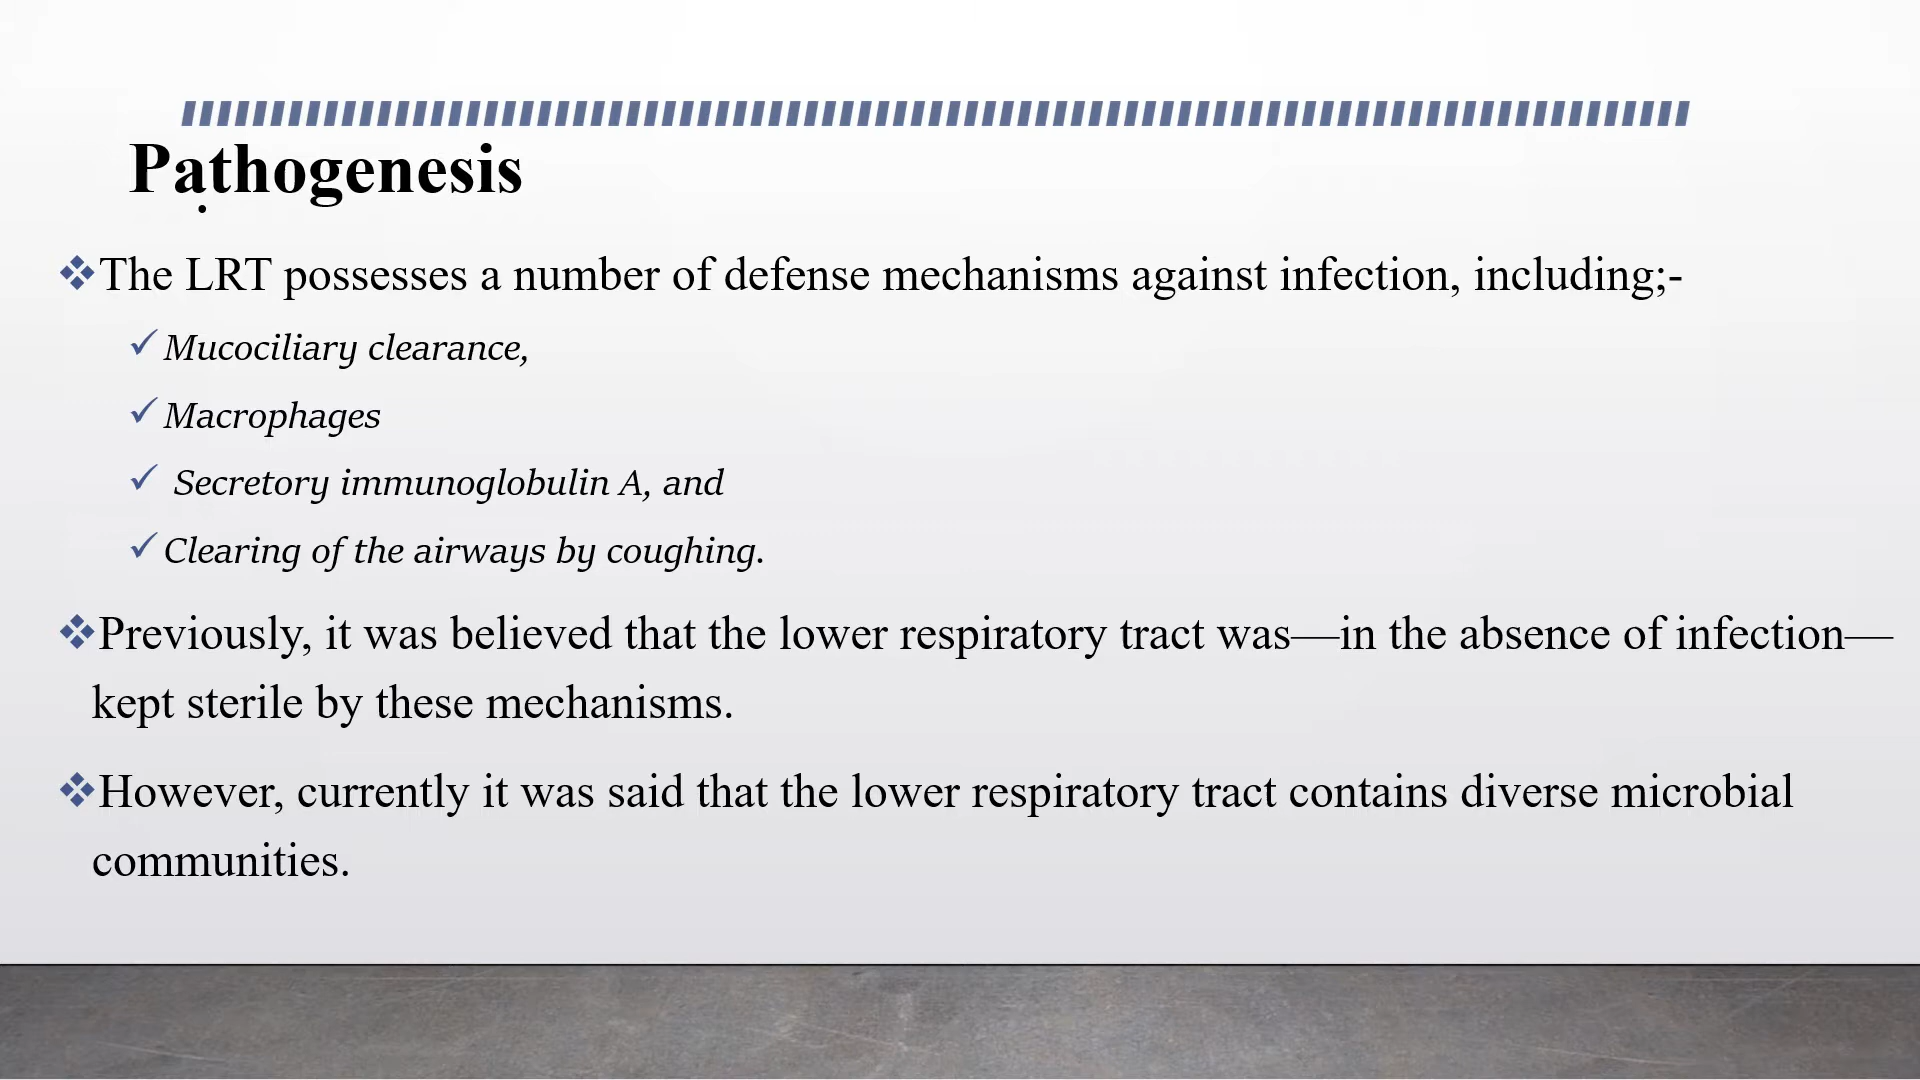 Pathogenesis
❖The LRT possesses a number of defense mechanisms against infection, including;-
✓Mucociliary clearance,
✓Macrophages
✓ Secretory immunoglobulin A, and
✓Clearing of the airways by coughing.
❖Previously, it was believed that the lower respiratory tract was—in the absence of infection—
kept sterile by these mechanisms.
❖However, currently it was said that the lower respiratory tract contains diverse microbial
communities.